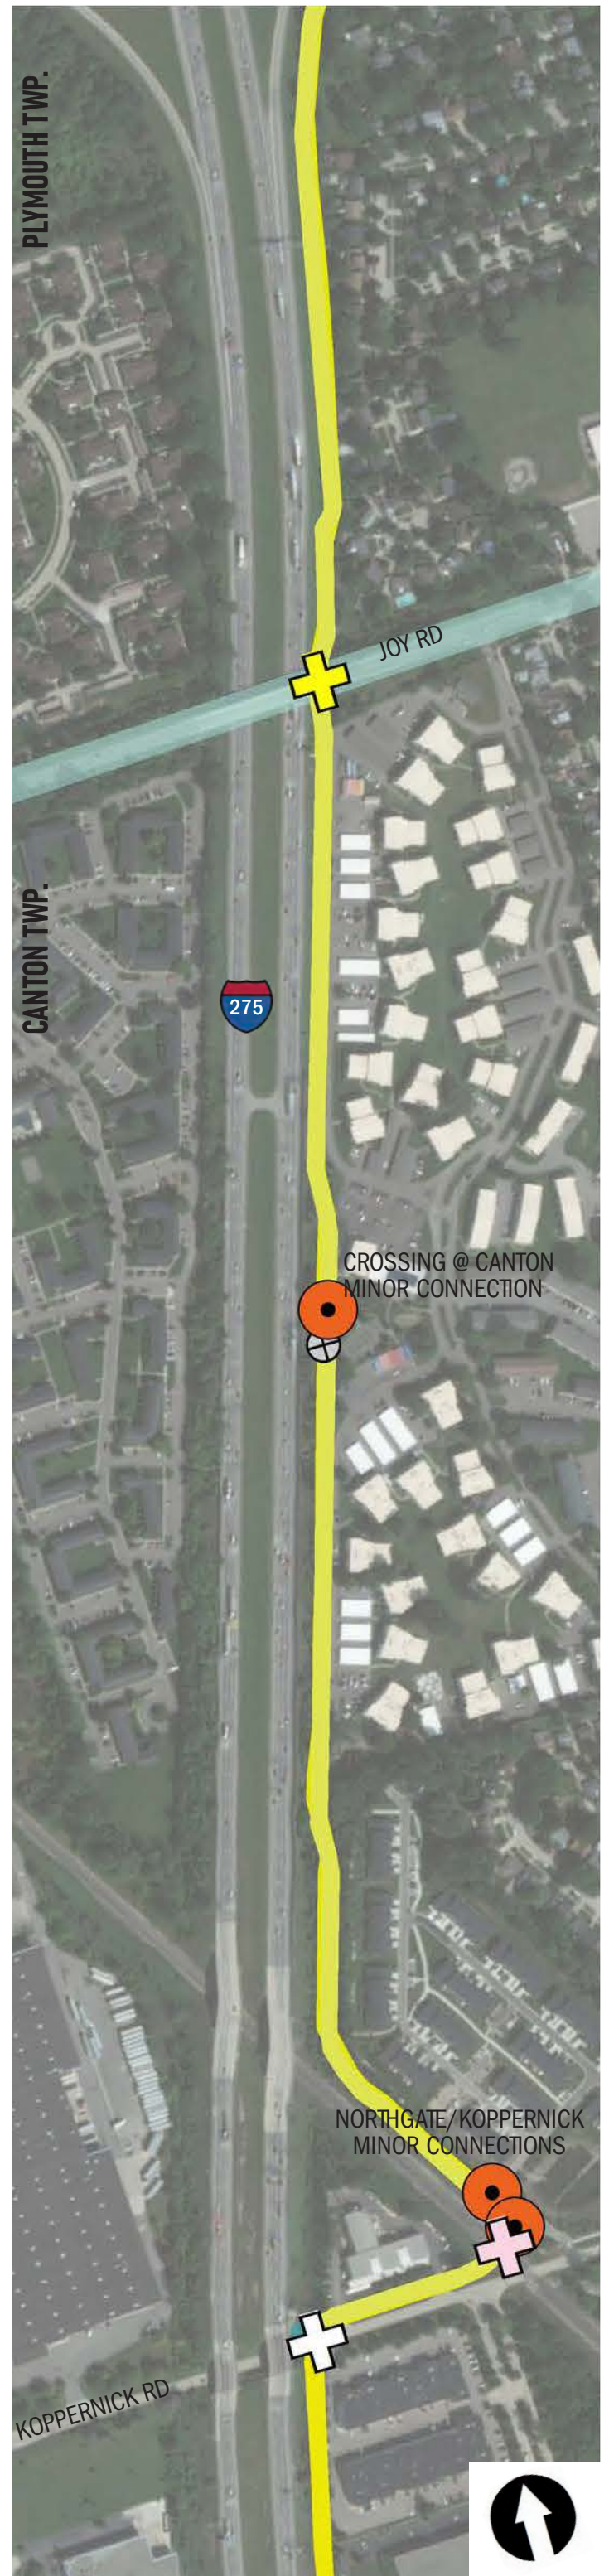 PLYMOUTH TWP.
JOY RD
CANTON TWP.
275
CROSSING @ CANTON
MINOR CONNECTION
NORTHGATE/KOPPERNICK
MINOR CONNECTIONS
KOPPERNICK RD